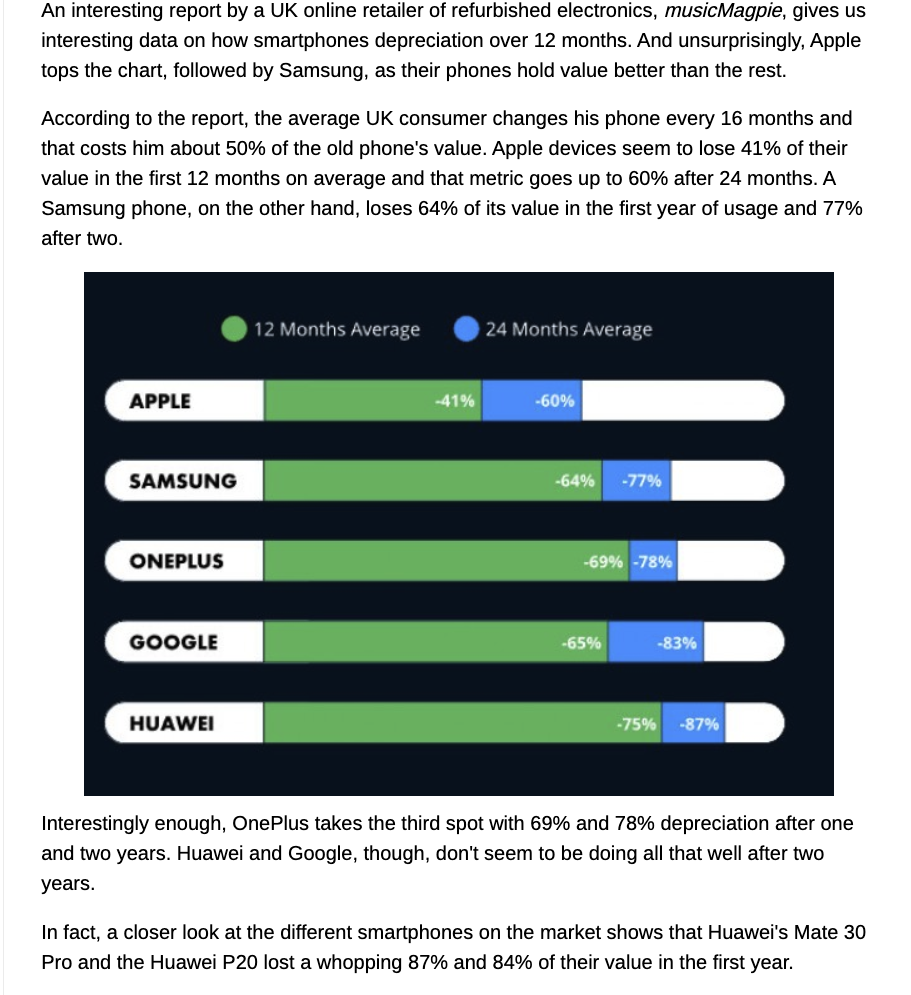 An interesting report by a UK online retailer of refurbished electronics, musicMagpie, gives us
interesting data on how smartphones depreciation over 12 months. And unsurprisingly, Apple
tops the chart, followed by Samsung, as their phones hold value better than the rest.
According to the report, the average UK consumer changes his phone every 16 months and
that costs him about 50% of the old phone's value. Apple devices seem to lose 41% of their
value in the first 12 months on average and that metric goes up to 60% after 24 months. A
Samsung phone, on the other hand, loses 64% of its value in the first year of usage and 77%
after two.
12 Months Average 24 Months Average
APPLE -41% -60%
SAMSUNG -64% -77%
ONEPLUS -69% -78%
GOOGLE -65% -83%
HUAWEI -75% -87%
Interestingly enough, OnePlus takes the third spot with 69% and 78% depreciation after one
and two years. Huawei and Google, though, don't seem to be doing all that well after two
years.
In fact, a closer look at the different smartphones on the market shows that Huawei's Mate 30
Pro and the Huawei P20 lost a whopping 87% and 84% of their value in the first year.